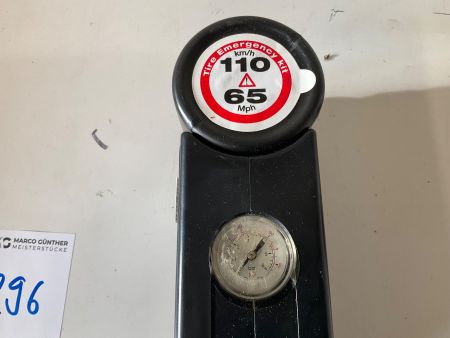 Tire Emergency kit
km/h
110
65
Mph
MARCO GÜNTHER
MEISTERSTÜCKE
296